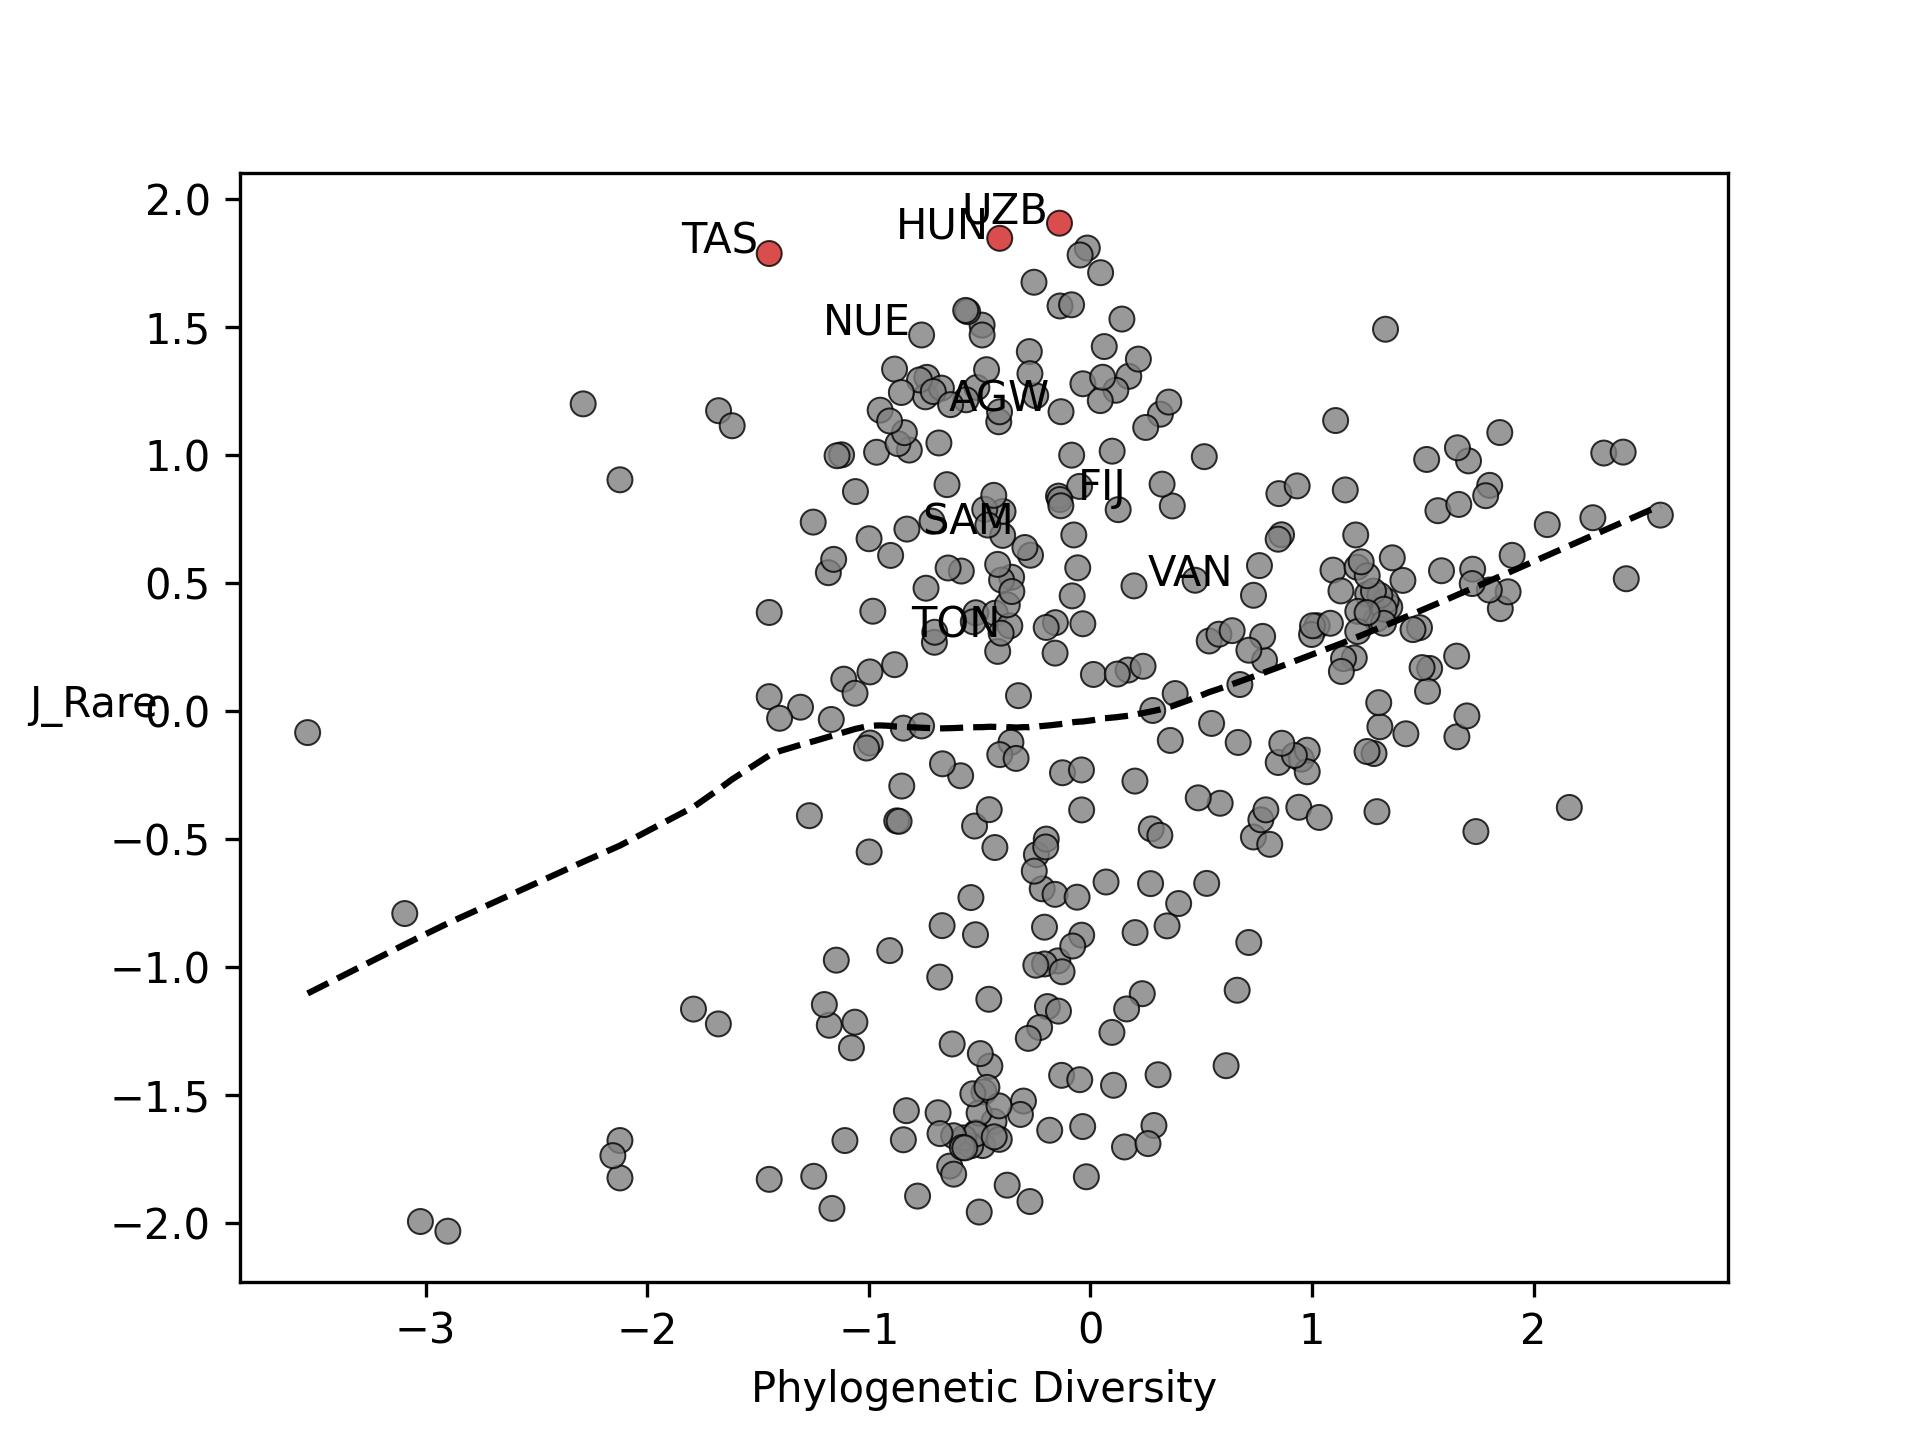 2.0
UZB
HUN
TAS
1.5
NUE
AGW
1.0
FIJ
SAM
0.5
VAN
TON
J_Rare
0.0
−0.5
−1.0
−1.5
−2.0
−3 −2 −1 0 1 2
Phylogenetic Diversity